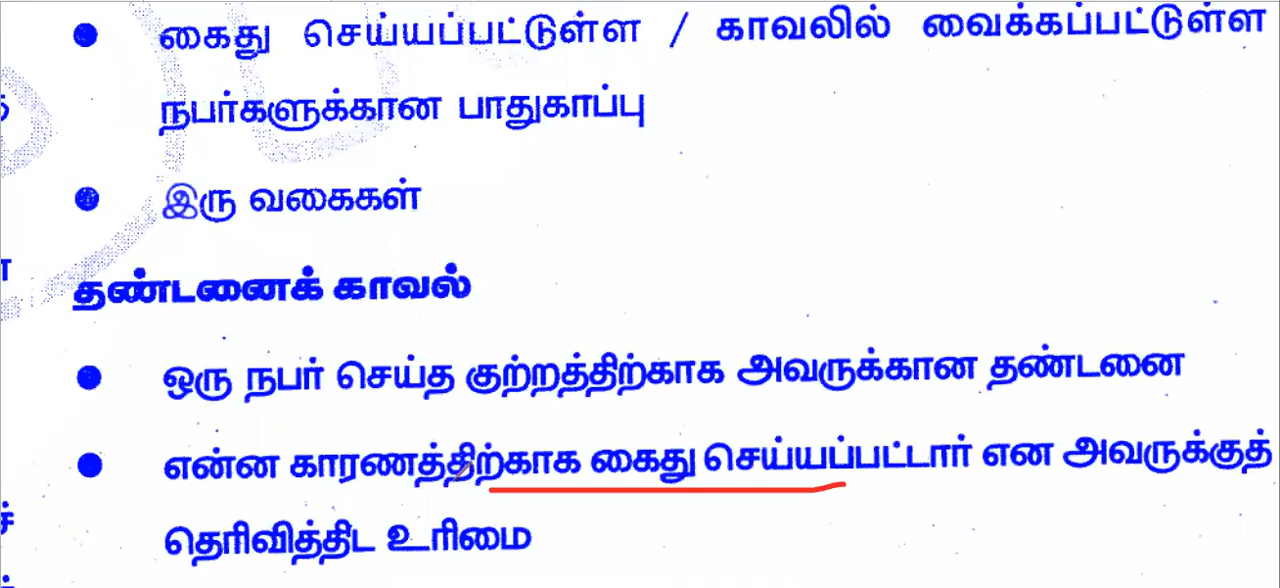 ● கைது செய்யப்பட்டுள்ள / காவலில் வைக்கப்பட்டுள்ள
நபர்களுக்கான பாதுகாப்பு
● இரு வகைகள்
தண்டனைக் காவல்
● ஒரு நபர் செய்த குற்றத்திற்காக அவருக்கான தண்டனை
● என்ன காரணத்திற்காக கைது செய்யப்பட்டார் என அவருக்குத்
தெரிவித்திட உரிமை